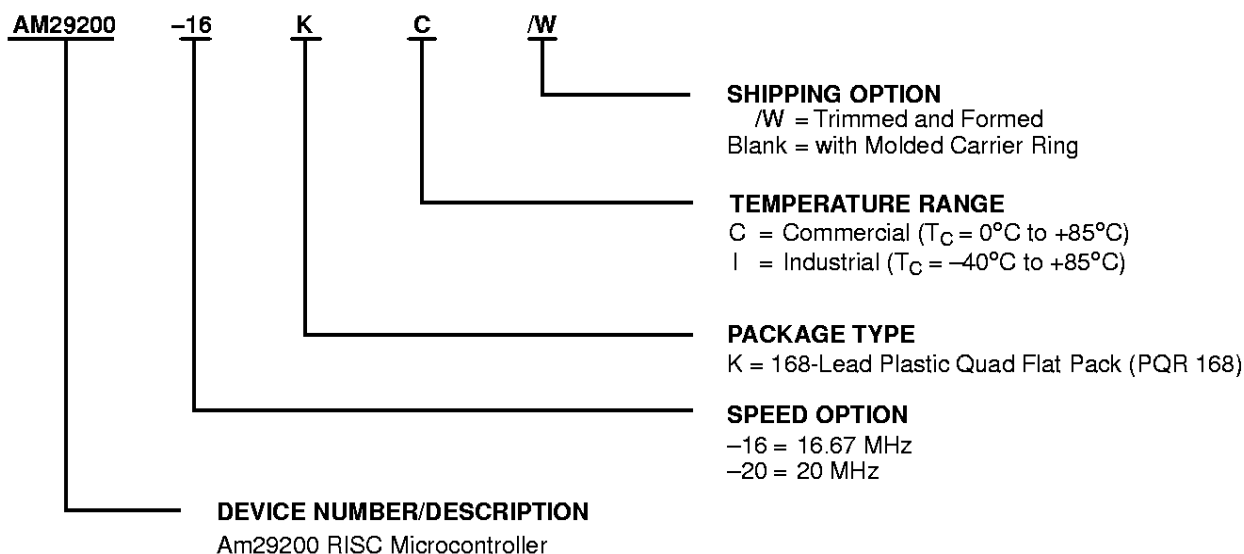 AM29200 –16 K C /W
SHIPPING OPTION
/W = Trimmed and Formed
Blank = with Molded Carrier Ring
TEMPERATURE RANGE
C = Commercial (TC = 0°C to +85°C)
I = Industrial (TC = –40°C to +85°C)
PACKAGE TYPE
K = 168-Lead Plastic Quad Flat Pack (PQR 168)
SPEED OPTION
–16 = 16.67 MHz
–20 = 20 MHz
DEVICE NUMBER/DESCRIPTION
Am29200 RISC Microcontroller